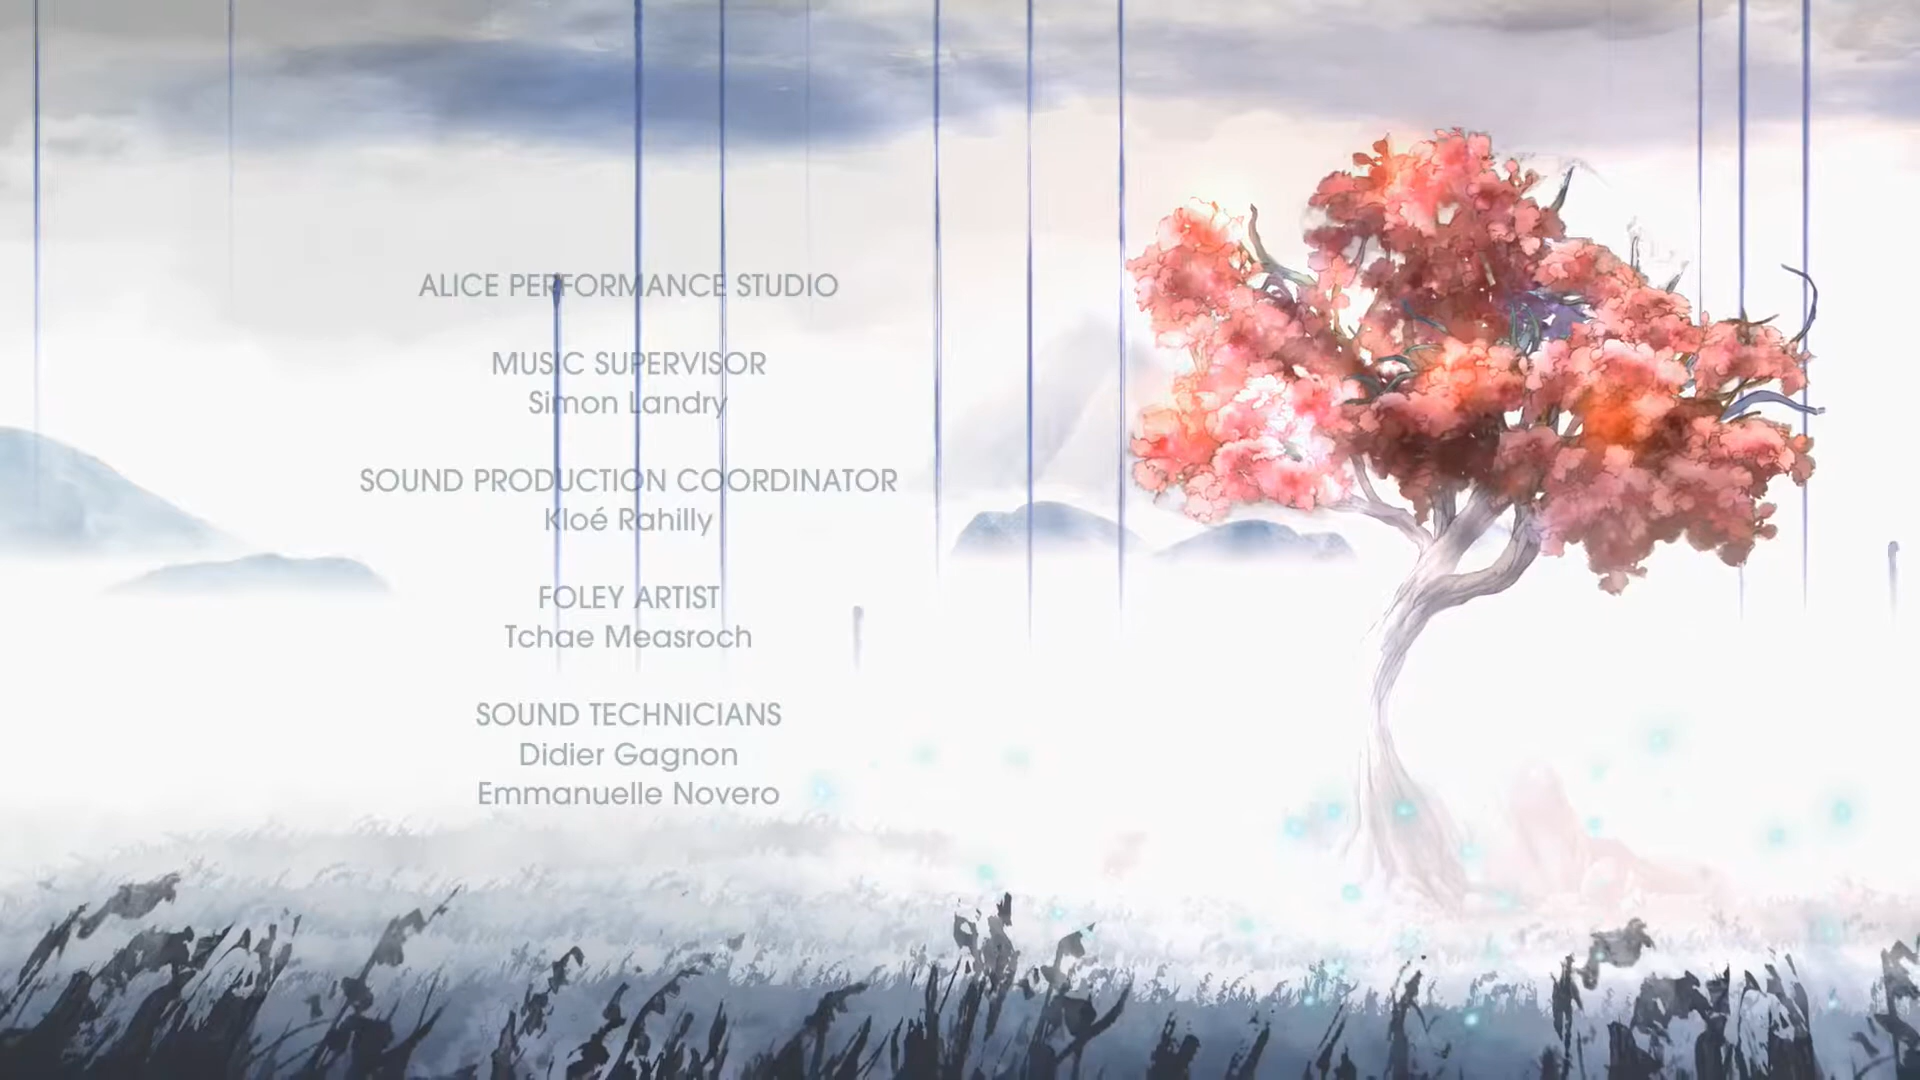 ALICE PERFORMANCE STUDIO
MUSIC SUPERVISOR
Simon Landry
SOUND PRODUCTION COORDINATOR
Kloé Rahilly
FOLEY ARTIST
Tchae Measroch
SOUND TECHNICIANS
Didier Gagnon
Emmanuelle Novero